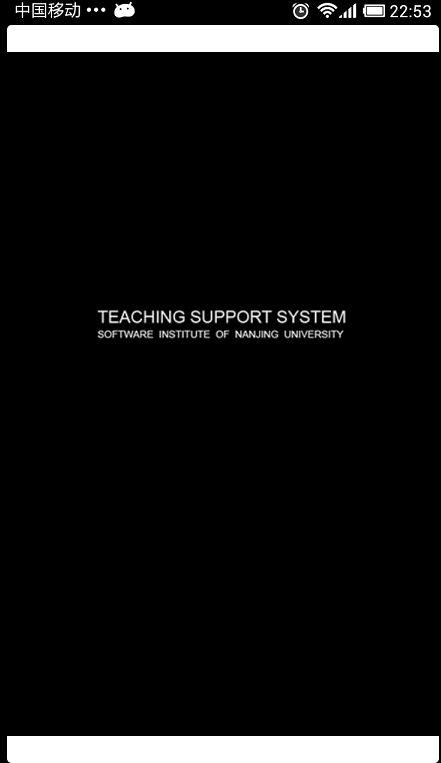 中国移动 ••• 22:53
TEACHING SUPPORT SYSTEM
SOFTWARE INSTITUTE OF NANJING UNIVERSITY